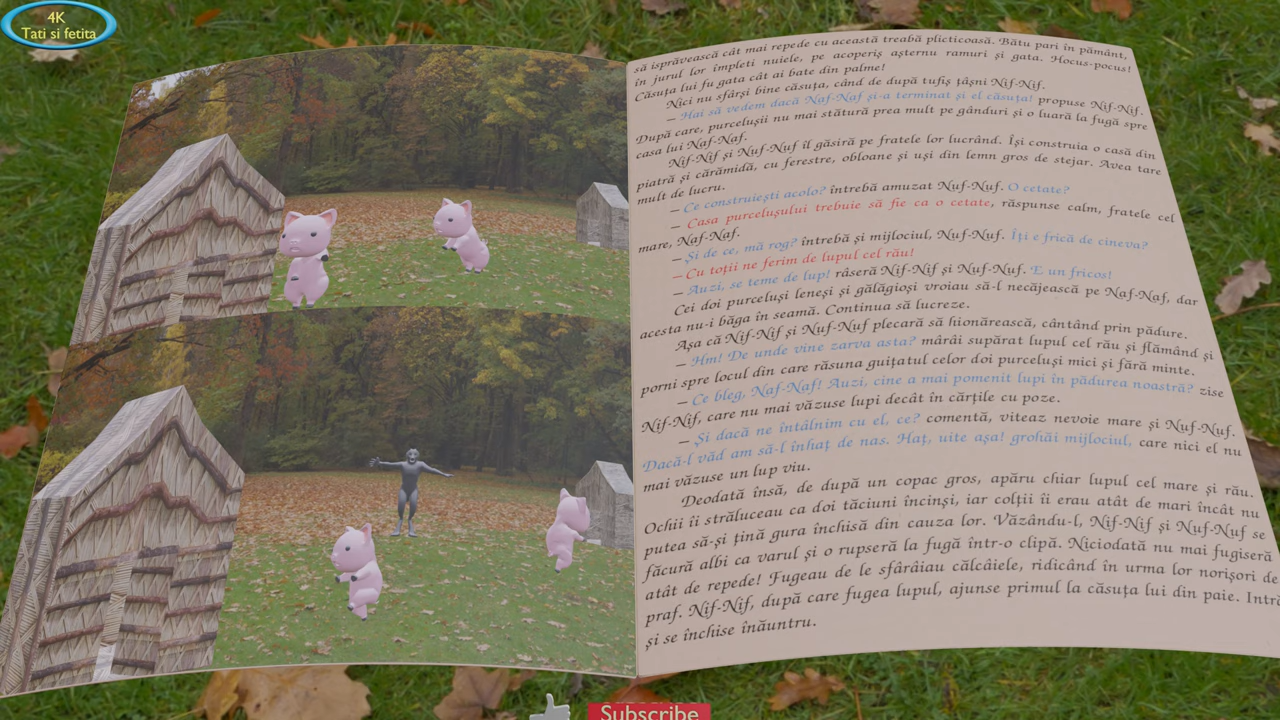 4K
Tati si fetita
să isprăvească cât mai repede cu această treabă plicticoasă. Bătu pari în pământ,
în jurul lor împleti nuiele, pe acoperiș așternu ramuri și gata. Hocus-pocus!
Căsuța lui fu gata cât ai bate din palme!
Nici nu sfârși bine căsuța, când de după tufiș țâșni Nif-Nif.
– Hai să vedem dacă Naf-Naf și-a terminat și el căsuța! propuse Nif-Nif.
După care, purcelușii nu mai stătură prea mult pe gânduri și o luară la fugă spre
casa lui Naf-Naf.
Nif-Nif și Nuf-Nuf îl găsiră pe fratele lor lucrând. Își construia o casă din
piatră și cărămidă, cu ferestre, obloane și uși din lemn gros de stejar. Avea tare
mult de lucru.
– Ce construiești acolo? întrebă amuzat Nuf-Nuf. O cetate?
– Casa purcelușului trebuie să fie ca o cetate, răspunse calm, fratele cel
mare, Naf-Naf.
– Și de ce, mă rog? întrebă și mijlociul, Nuf-Nuf. Îți e frică de cineva?
– Cu toții ne ferim de lupul cel rău!
– Auzi, se teme de lup! râseră Nif-Nif și Nuf-Nuf. E un fricos!
Cei doi purceluși leneși și gălăgioși vroiau să-l necăjească pe Naf-Naf, dar
acesta nu-i băga în seamă. Continua să lucreze.
Așa că Nif-Nif și Nuf-Nuf plecară să hionărească, cântând prin pădure.
– Hm! De unde vine zarva asta? mârâi supărat lupul cel rău și flămând și
porni spre locul din care răsuna guițatul celor doi purceluși mici și fără minte.
– Ce bleg, Naf-Naf! Auzi, cine a mai pomenit lupi în pădurea noastră? zise
Nif-Nif, care nu mai văzuse lupi decât în cărțile cu poze.
– Și dacă ne întâlnim cu el, ce? comentă, viteaz nevoie mare și Nuf-Nuf.
Dacă-l văd am să-l înhaț de nas. Haț, uite așa! grohăi mijlociul, care nici el nu
mai văzuse un lup viu.
Deodată însă, de după un copac gros, apăru chiar lupul cel mare și rău.
Ochii îi străluceau ca doi tăciuni încinși, iar colții îi erau atât de mari încât nu
putea să-și țină gura închisă din cauza lor. Văzându-l, Nif-Nif și Nuf-Nuf se
făcură albi ca varul și o rupseră la fugă într-o clipă. Niciodată nu mai fugiseră
atât de repede! Fugeau de le sfârâiau călcâiele, ridicând în urma lor norișori de
praf. Nif-Nif, după care fugea lupul, ajunse primul la căsuța lui din paie. Intră
și se închise înăuntru.
Subscribe